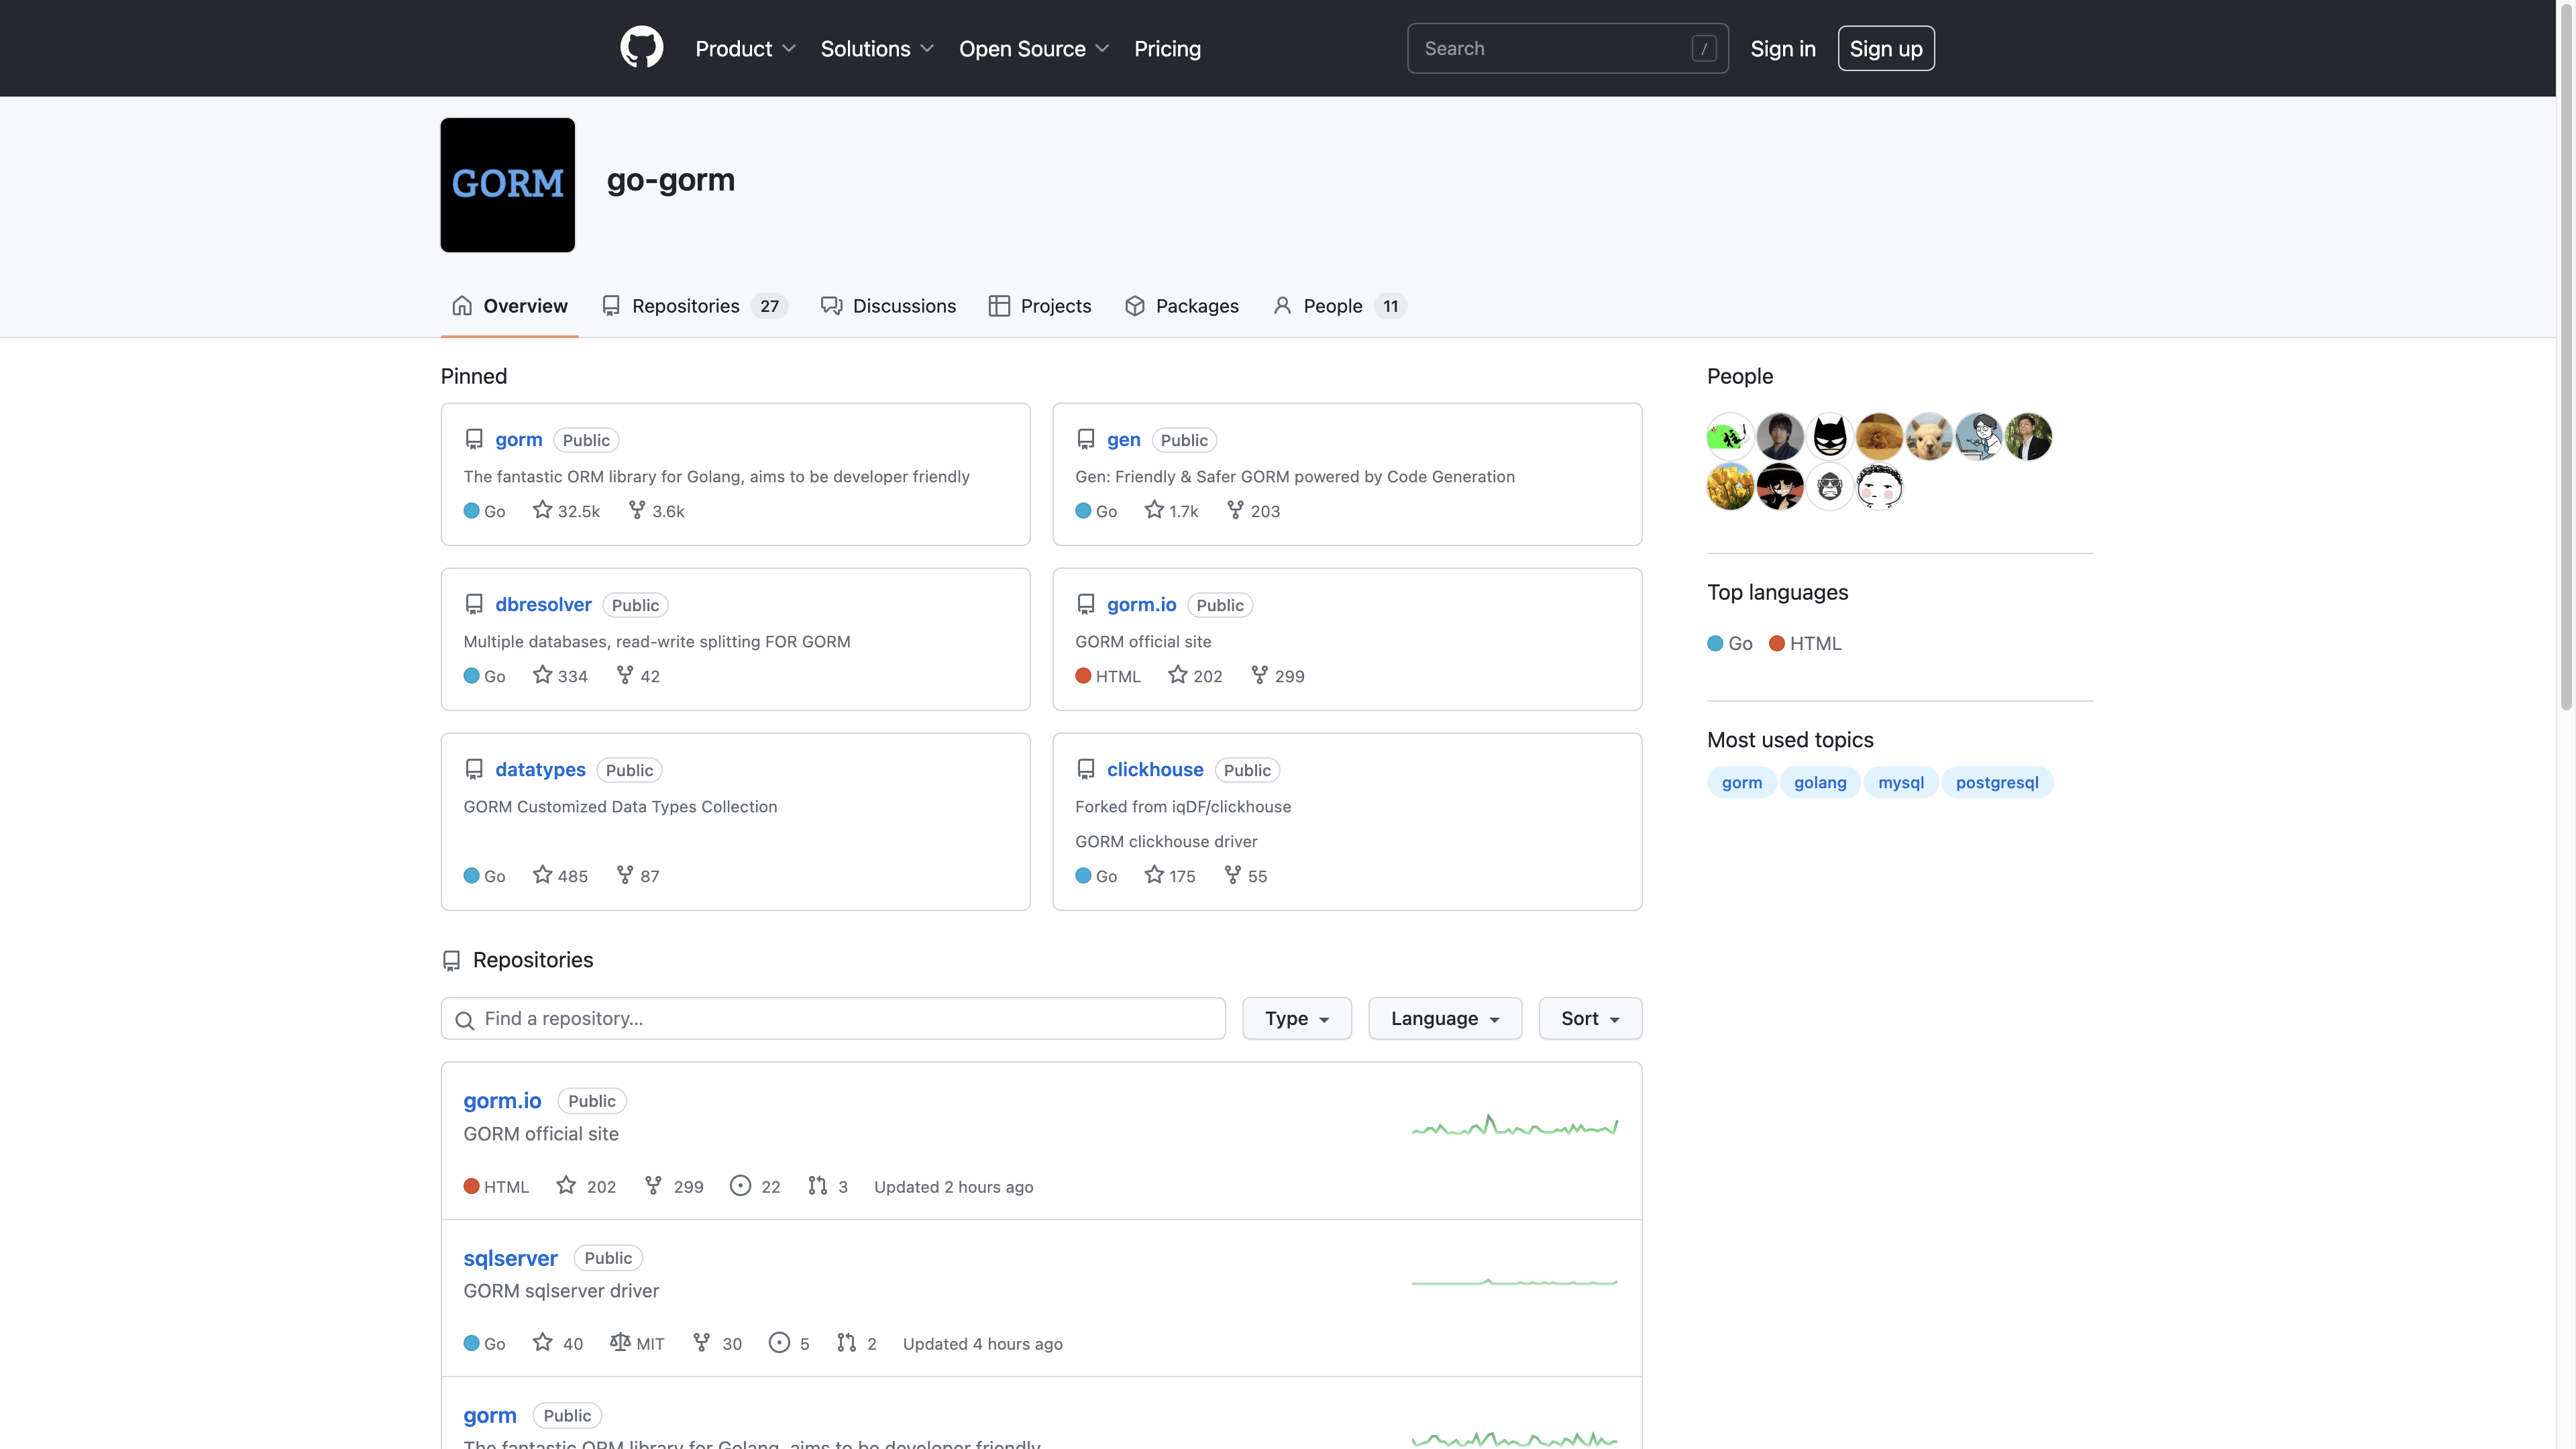 Product Solutions Open Source Pricing Search / Sign in Sign up
GORM
go-gorm
Overview Repositories 27 Discussions Projects Packages People 11
Pinned
gorm Public
The fantastic ORM library for Golang, aims to be developer friendly
Go 32.5k 3.6k
gen Public
Gen: Friendly & Safer GORM powered by Code Generation
Go 1.7k 203
dbresolver Public
Multiple databases, read-write splitting FOR GORM
Go 334 42
gorm.io Public
GORM official site
HTML 202 299
datatypes Public
GORM Customized Data Types Collection
Go 485 87
clickhouse Public
Forked from iqDF/clickhouse
GORM clickhouse driver
Go 175 55
People
Top languages
Go HTML
Most used topics
gorm golang mysql postgresql
Repositories
Find a repository... Type Language Sort
gorm.io Public
GORM official site
HTML 202 299 22 3 Updated 2 hours ago
sqlserver Public
GORM sqlserver driver
Go 40 MIT 30 5 2 Updated 4 hours ago
gorm Public
The fantastic ORM library for Golang, aims to be developer friendly